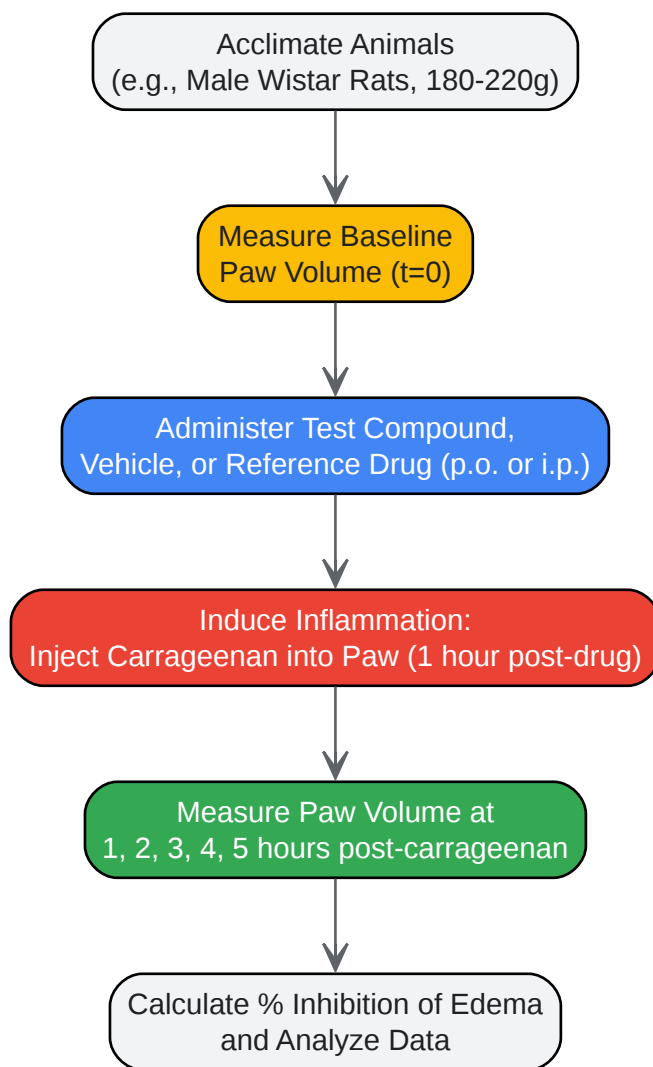 Acclimate Animals
(e.g., Male Wistar Rats, 180-220g)
Measure Baseline
Paw Volume (t=0)
Administer Test Compound,
Vehicle, or Reference Drug (p.o. or i.p.)
Induce Inflammation:
Inject Carrageenan into Paw (1 hour post-drug)
Measure Paw Volume at
1, 2, 3, 4, 5 hours post-carrageenan
Calculate % Inhibition of Edema
and Analyze Data